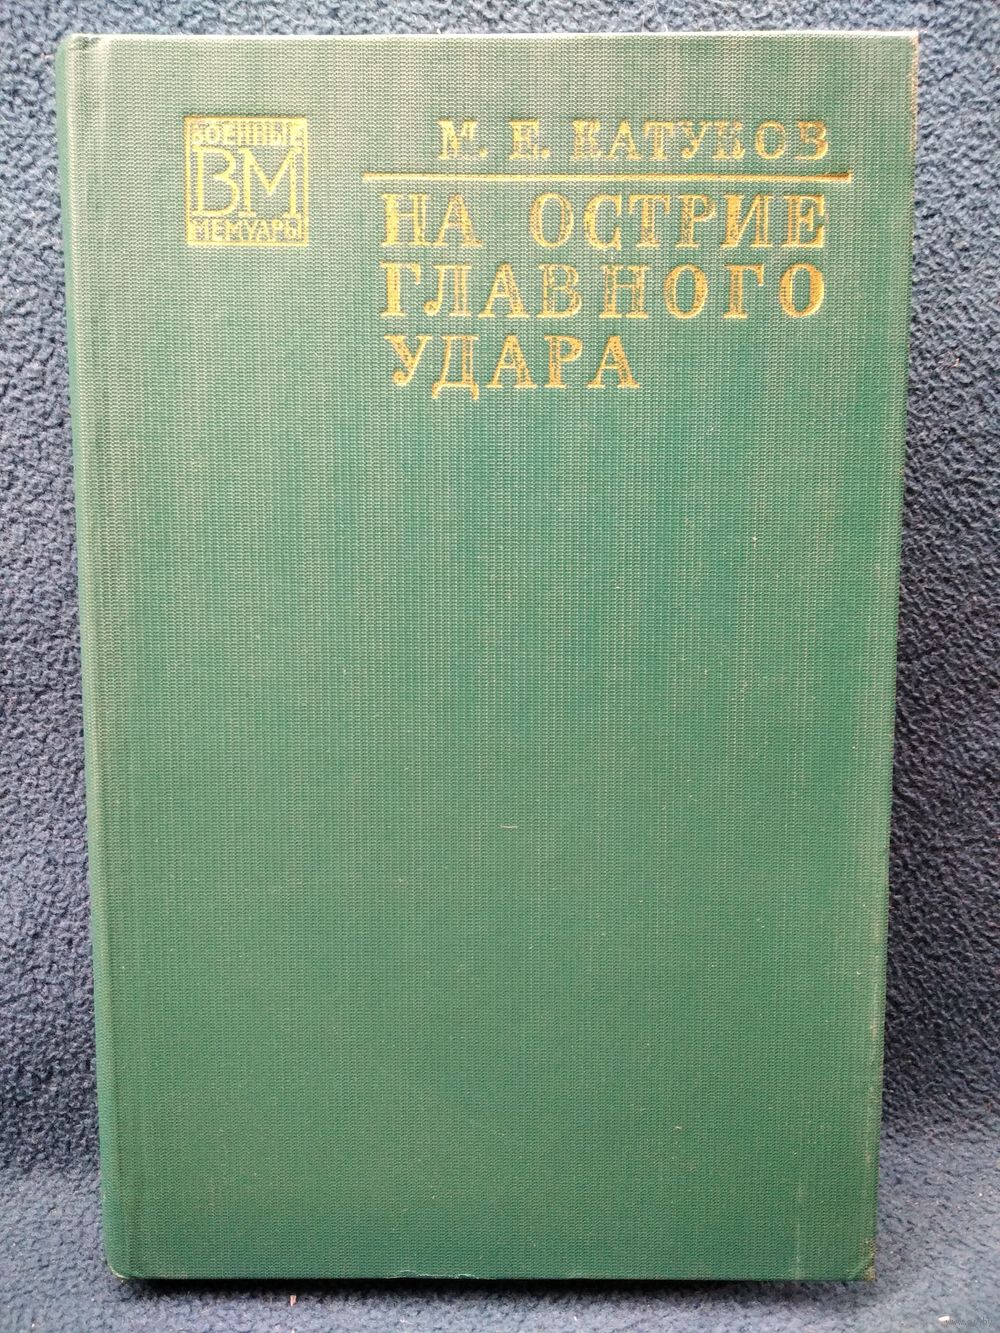 ВОЕННЫЕ
ВМ
МЕМУАРЫ
М. Е. КАТУКОВ
НА ОСТРИЕ
ГЛАВНОГО
УДАРА